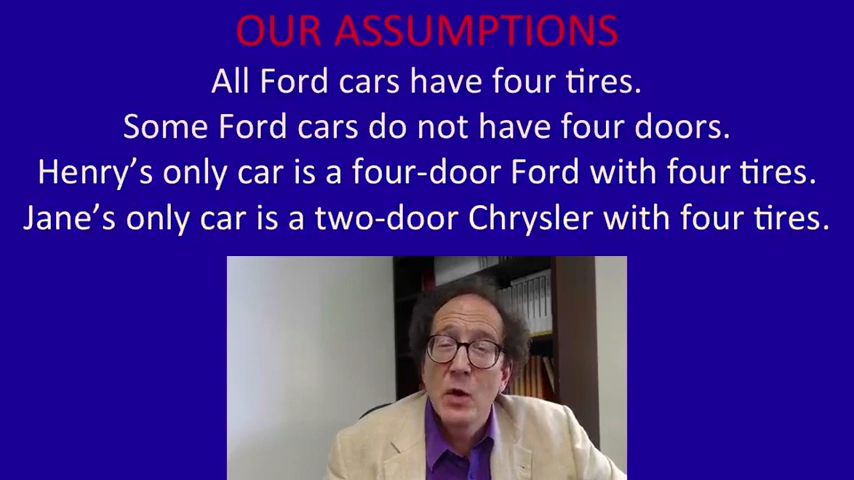 OUR ASSUMPTIONS
All Ford cars have four tires.
Some Ford cars do not have four doors.
Henry’s only car is a four-door Ford with four tires.
Jane’s only car is a two-door Chrysler with four tires.